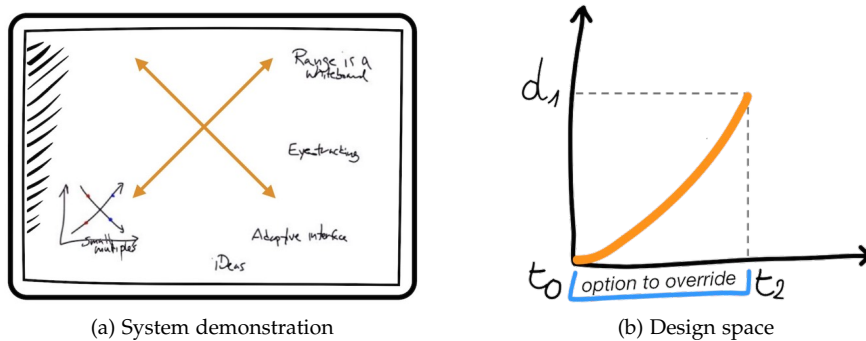 Range is a
whiteboard
Eyetracking
Adaptive interface
small
multiples
iDeas
(a) System demonstration
d1
t0
option to override
t2
(b) Design space